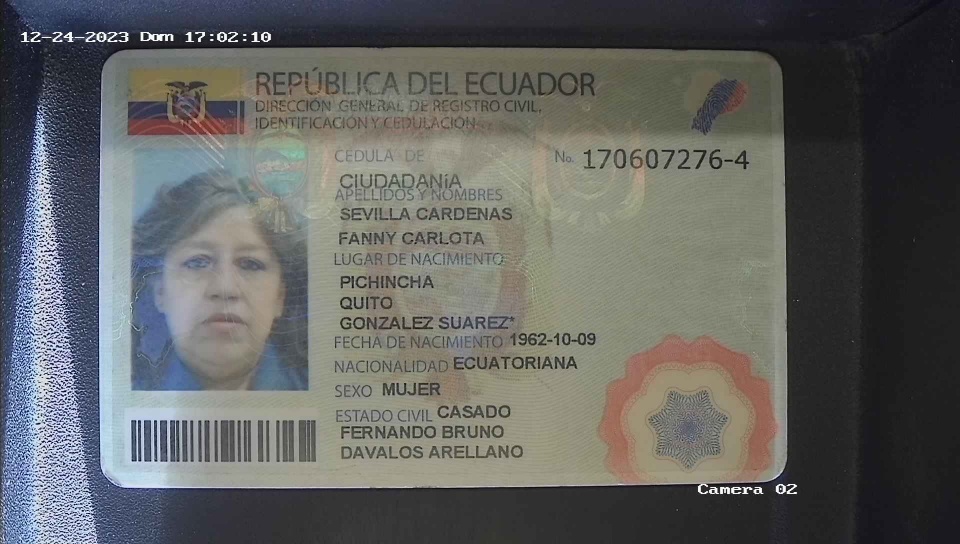 12-24-2023 Dom 17:02:10
REPÚBLICA DEL ECUADOR
DIRECCIÓN GENERAL DE REGISTRO CIVIL,
IDENTIFICACIÓN Y CEDULACIÓN
CÉDULA DE
No. 170607276-4
CIUDADANíA
APELLIDOS Y NOMBRES
SEVILLA CARDENAS
FANNY CARLOTA
LUGAR DE NACIMIENTO
PICHINCHA
QUITO
GONZALEZ SUAREZ*
FECHA DE NACIMIENTO 1962-10-09
NACIONALIDAD ECUATORIANA
SEXO MUJER
ESTADO CIVIL CASADO
FERNANDO BRUNO
DAVALOS ARELLANO
Camera 02